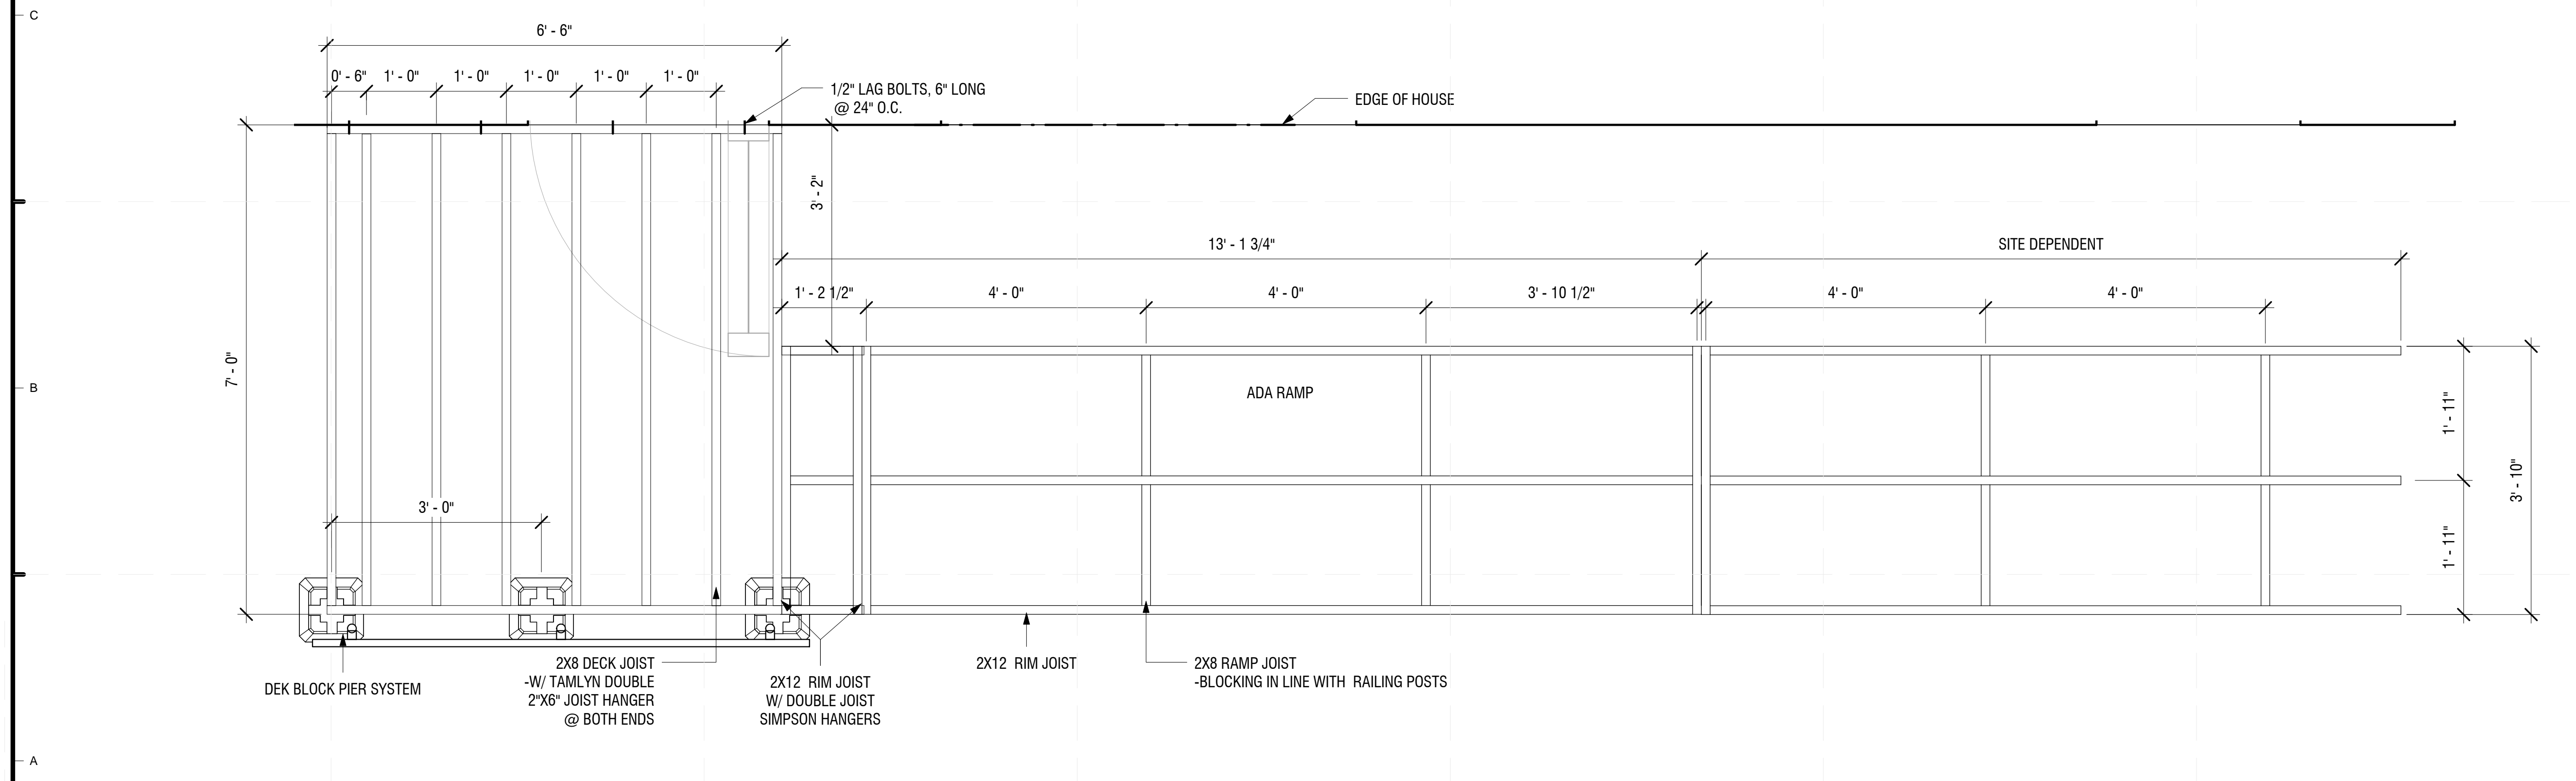 C
6' - 6"
0' - 6" 1' - 0" 1' - 0" 1' - 0" 1' - 0" 1' - 0"
1/2" LAG BOLTS, 6" LONG
@ 24" O.C.
EDGE OF HOUSE
3' - 2"
13' - 1 3/4"
SITE DEPENDENT
1' - 2 1/2" 4' - 0" 4' - 0" 3' - 10 1/2" 4' - 0" 4' - 0"
7' - 0"
B
ADA RAMP
1' - 11"
3' - 10"
1' - 11"
3' - 0"
DEK BLOCK PIER SYSTEM
2X8 DECK JOIST
-W/ TAMLYN DOUBLE
2"X6" JOIST HANGER
@ BOTH ENDS
2X12 RIM JOIST
W/ DOUBLE JOIST
SIMPSON HANGERS
2X12 RIM JOIST
2X8 RAMP JOIST
-BLOCKING IN LINE WITH RAILING POSTS
A